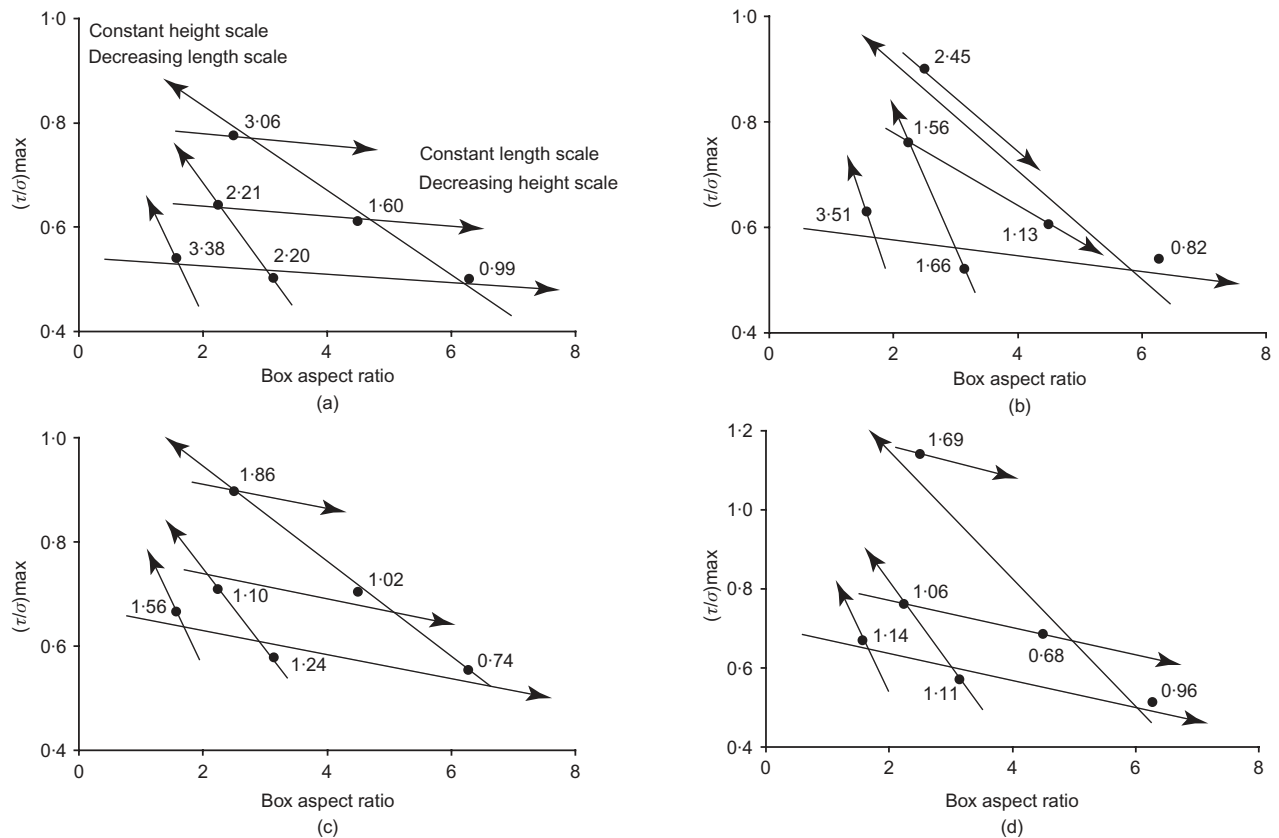 1·0
0·8
0·6
0·4
(τ/σ)max
Constant height scale
Decreasing length scale
3·06
Constant length scale
Decreasing height scale
2·21
1·60
3·38
2·20
0·99
0 2 4 6 8
Box aspect ratio
(a)
1·0
0·8
0·6
0·4
(τ/σ)max
2·45
1·56
3·51
1·13
0·82
1·66
0 2 4 6 8
Box aspect ratio
(b)
1·0
0·8
0·6
0·4
(τ/σ)max
1·86
1·02
1·10
1·56
1·24
0·74
0 2 4 6 8
Box aspect ratio
(c)
1·2
1·0
0·8
0·6
0·4
(τ/σ)max
1·69
1·06
1·14
0·68
1·11
0·96
0 2 4 6 8
Box aspect ratio
(d)